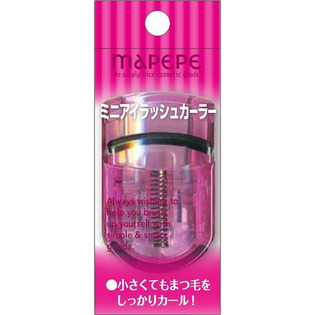 mapepe
We supply nice cosmetic goods
ミニアイラッシュカーラー
Always wishing to
help you brush
up yourself with
simple & smart
goods.
●小さくてもまつ毛を
しっかりカール!